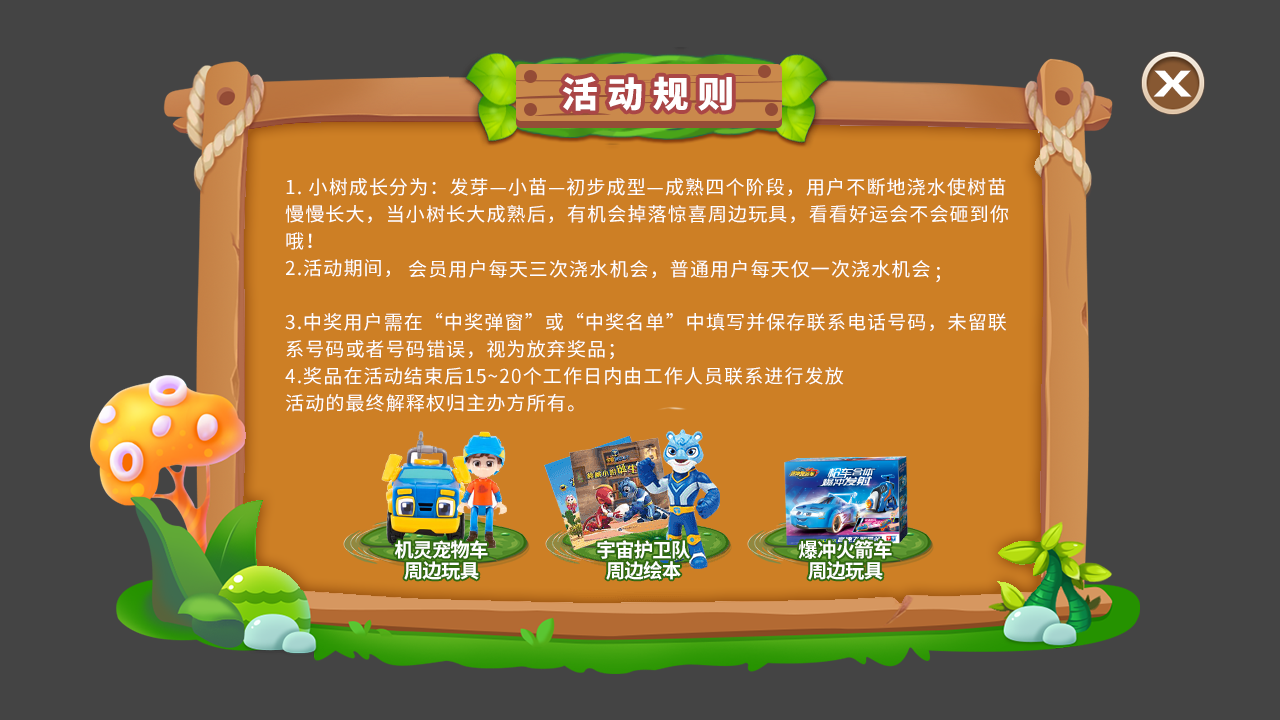 活动规则
1. 小树成长分为：发芽—小苗—初步成型—成熟四个阶段，用户不断地浇水使树苗
慢慢长大，当小树长大成熟后，有机会掉落惊喜周边玩具，看看好运会不会砸到你
哦！
2.活动期间， 会员用户每天三次浇水机会，普通用户每天仅一次浇水机会；
3.中奖用户需在“中奖弹窗”或“中奖名单”中填写并保存联系电话号码，未留联
系号码或者号码错误，视为放弃奖品；
4.奖品在活动结束后15~20个工作日内由工作人员联系进行发放
活动的最终解释权归主办方所有。
枪车合体
爆冲发射
机灵宠物车
周边玩具
宇宙护卫队
周边绘本
爆冲火箭车
周边玩具